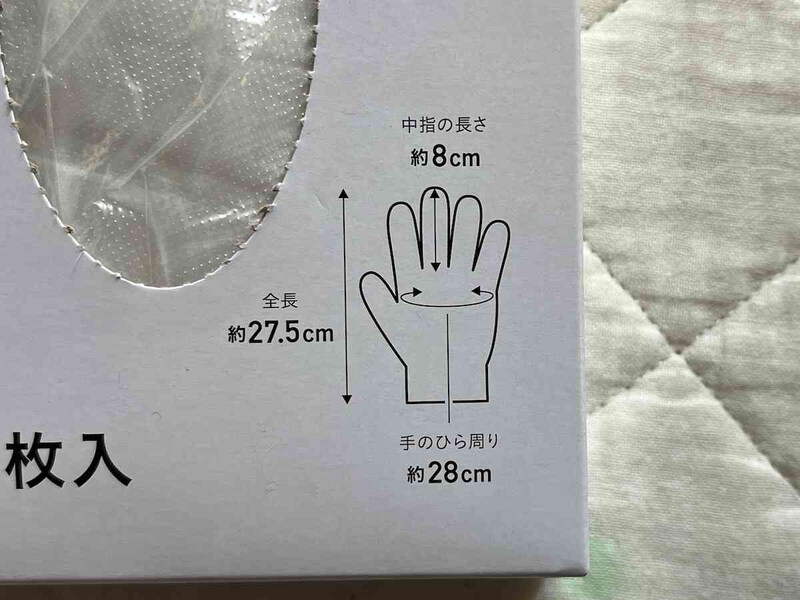 中指の長さ
約8cm
全長
約27.5cm
手のひら周り
約28cm
枚入